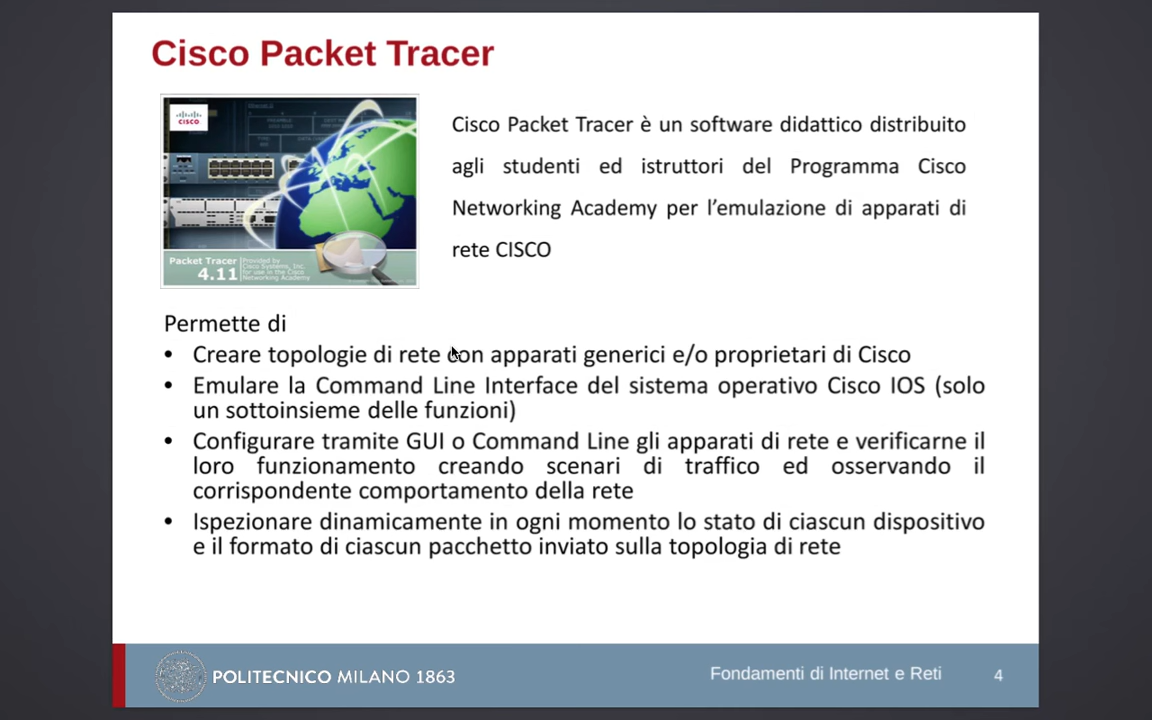 Cisco Packet Tracer
CISCO
Packet Tracer
4.11
Provided by
Cisco Systems, Inc.
for use in the Cisco
Networking Academy
Cisco Packet Tracer è un software didattico distribuito
agli studenti ed istruttori del Programma Cisco
Networking Academy per l’emulazione di apparati di
rete CISCO
Permette di
• Creare topologie di rete con apparati generici e/o proprietari di Cisco
• Emulare la Command Line Interface del sistema operativo Cisco IOS (solo
un sottoinsieme delle funzioni)
• Configurare tramite GUI o Command Line gli apparati di rete e verificarne il
loro funzionamento creando scenari di traffico ed osservando il
corrispondente comportamento della rete
• Ispezionare dinamicamente in ogni momento lo stato di ciascun dispositivo
e il formato di ciascun pacchetto inviato sulla topologia di rete
POLITECNICO MILANO 1863
Fondamenti di Internet e Reti
4